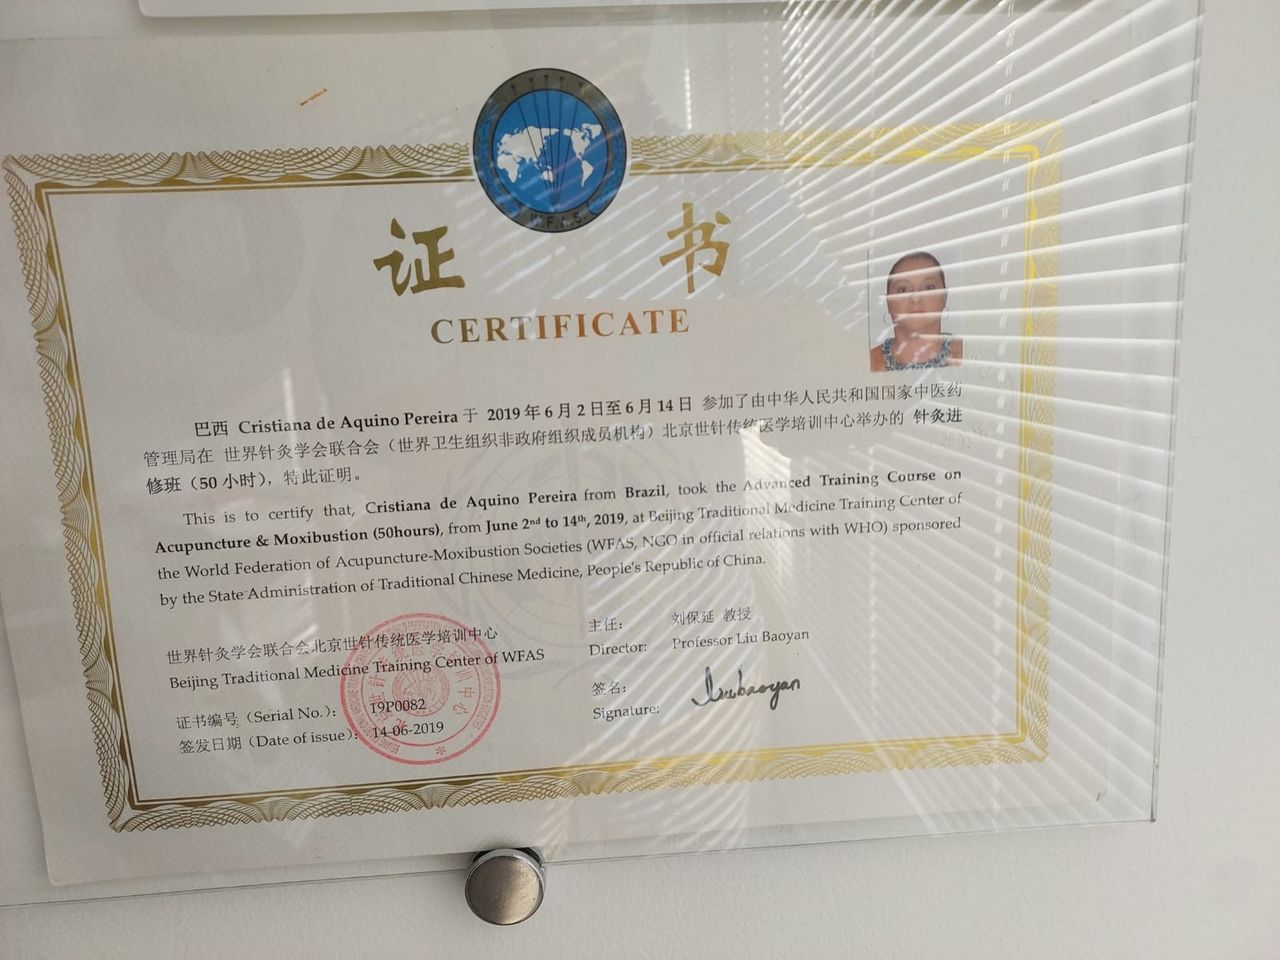 W.F.A.S.
证 书
CERTIFICATE
巴西 Cristiana de Aquino Pereira 于 2019 年 6 月 2 日至 6 月 14 日 参加了由中华人民共和国国家中医药
管理局在 世界针灸学会联合会（世界卫生组织非政府组织成员机构）北京世针传统医学培训中心举办的 针灸进
修班（50 小时），特此证明。
This is to certify that, Cristiana de Aquino Pereira from Brazil, took the Advanced Training Course on
Acupuncture & Moxibustion (50hours), from June 2nd to 14th, 2019, at Beijing Traditional Medicine Training Center of
the World Federation of Acupuncture-Moxibustion Societies (WFAS, NGO in official relations with WHO) sponsored
by the State Administration of Traditional Chinese Medicine, People's Republic of China.
世界针灸学会联合会北京世针传统医学培训中心
Beijing Traditional Medicine Training Center of WFAS
证书编号（Serial No.）: 19P0082
签发日期（Date of issue）: 14-06-2019
主任： 刘保延 教授
Director: Professor Liu Baoyan
签名：
Signature: Liubaoyan